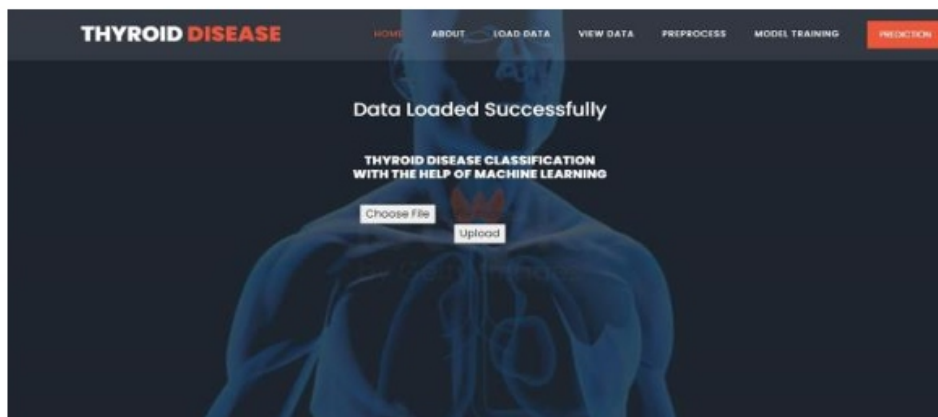 THYROID DISEASE HOME ABOUT LOAD DATA VIEW DATA PREPROCESS MODEL TRAINING PREDICTION
Data Loaded Successfully
THYROID DISEASE CLASSIFICATION
WITH THE HELP OF MACHINE LEARNING
Choose File
Upload